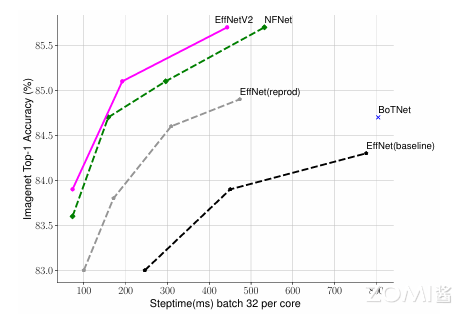 EffNetV2
NFNet
85.5
85.0
EffNet(reprod)
BoTNet
84.5
EffNet(baseline)
84.0
83.5
83.0
Imagenet Top-1 Accuracy (%)
100 200 300 400 500 600 700 800
Steptime(ms) batch 32 per core
ZOMI酱